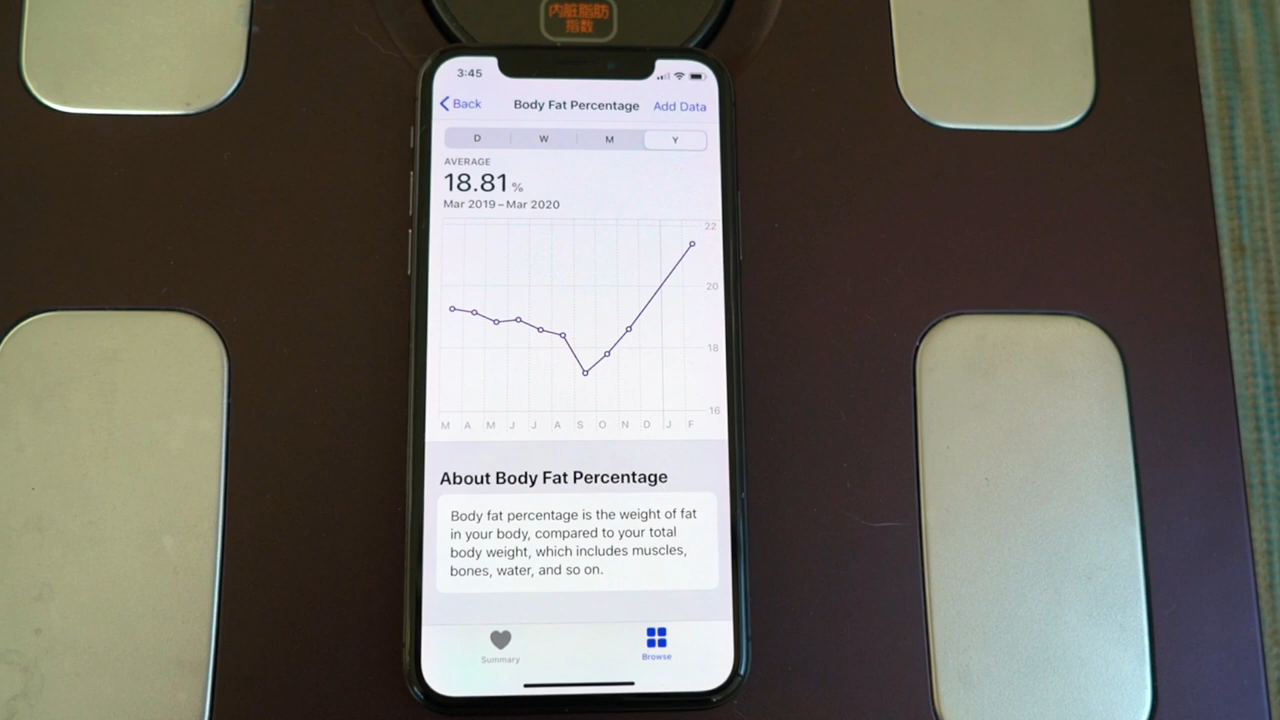 内脏脂肪
指数
3:45
Back Body Fat Percentage Add Data
D W M Y
AVERAGE
18.81 %
Mar 2019 – Mar 2020
22
20
18
16
M A M J J A S O N D J F
About Body Fat Percentage
Body fat percentage is the weight of fat
in your body, compared to your total
body weight, which includes muscles,
bones, water, and so on.
Summary Browse